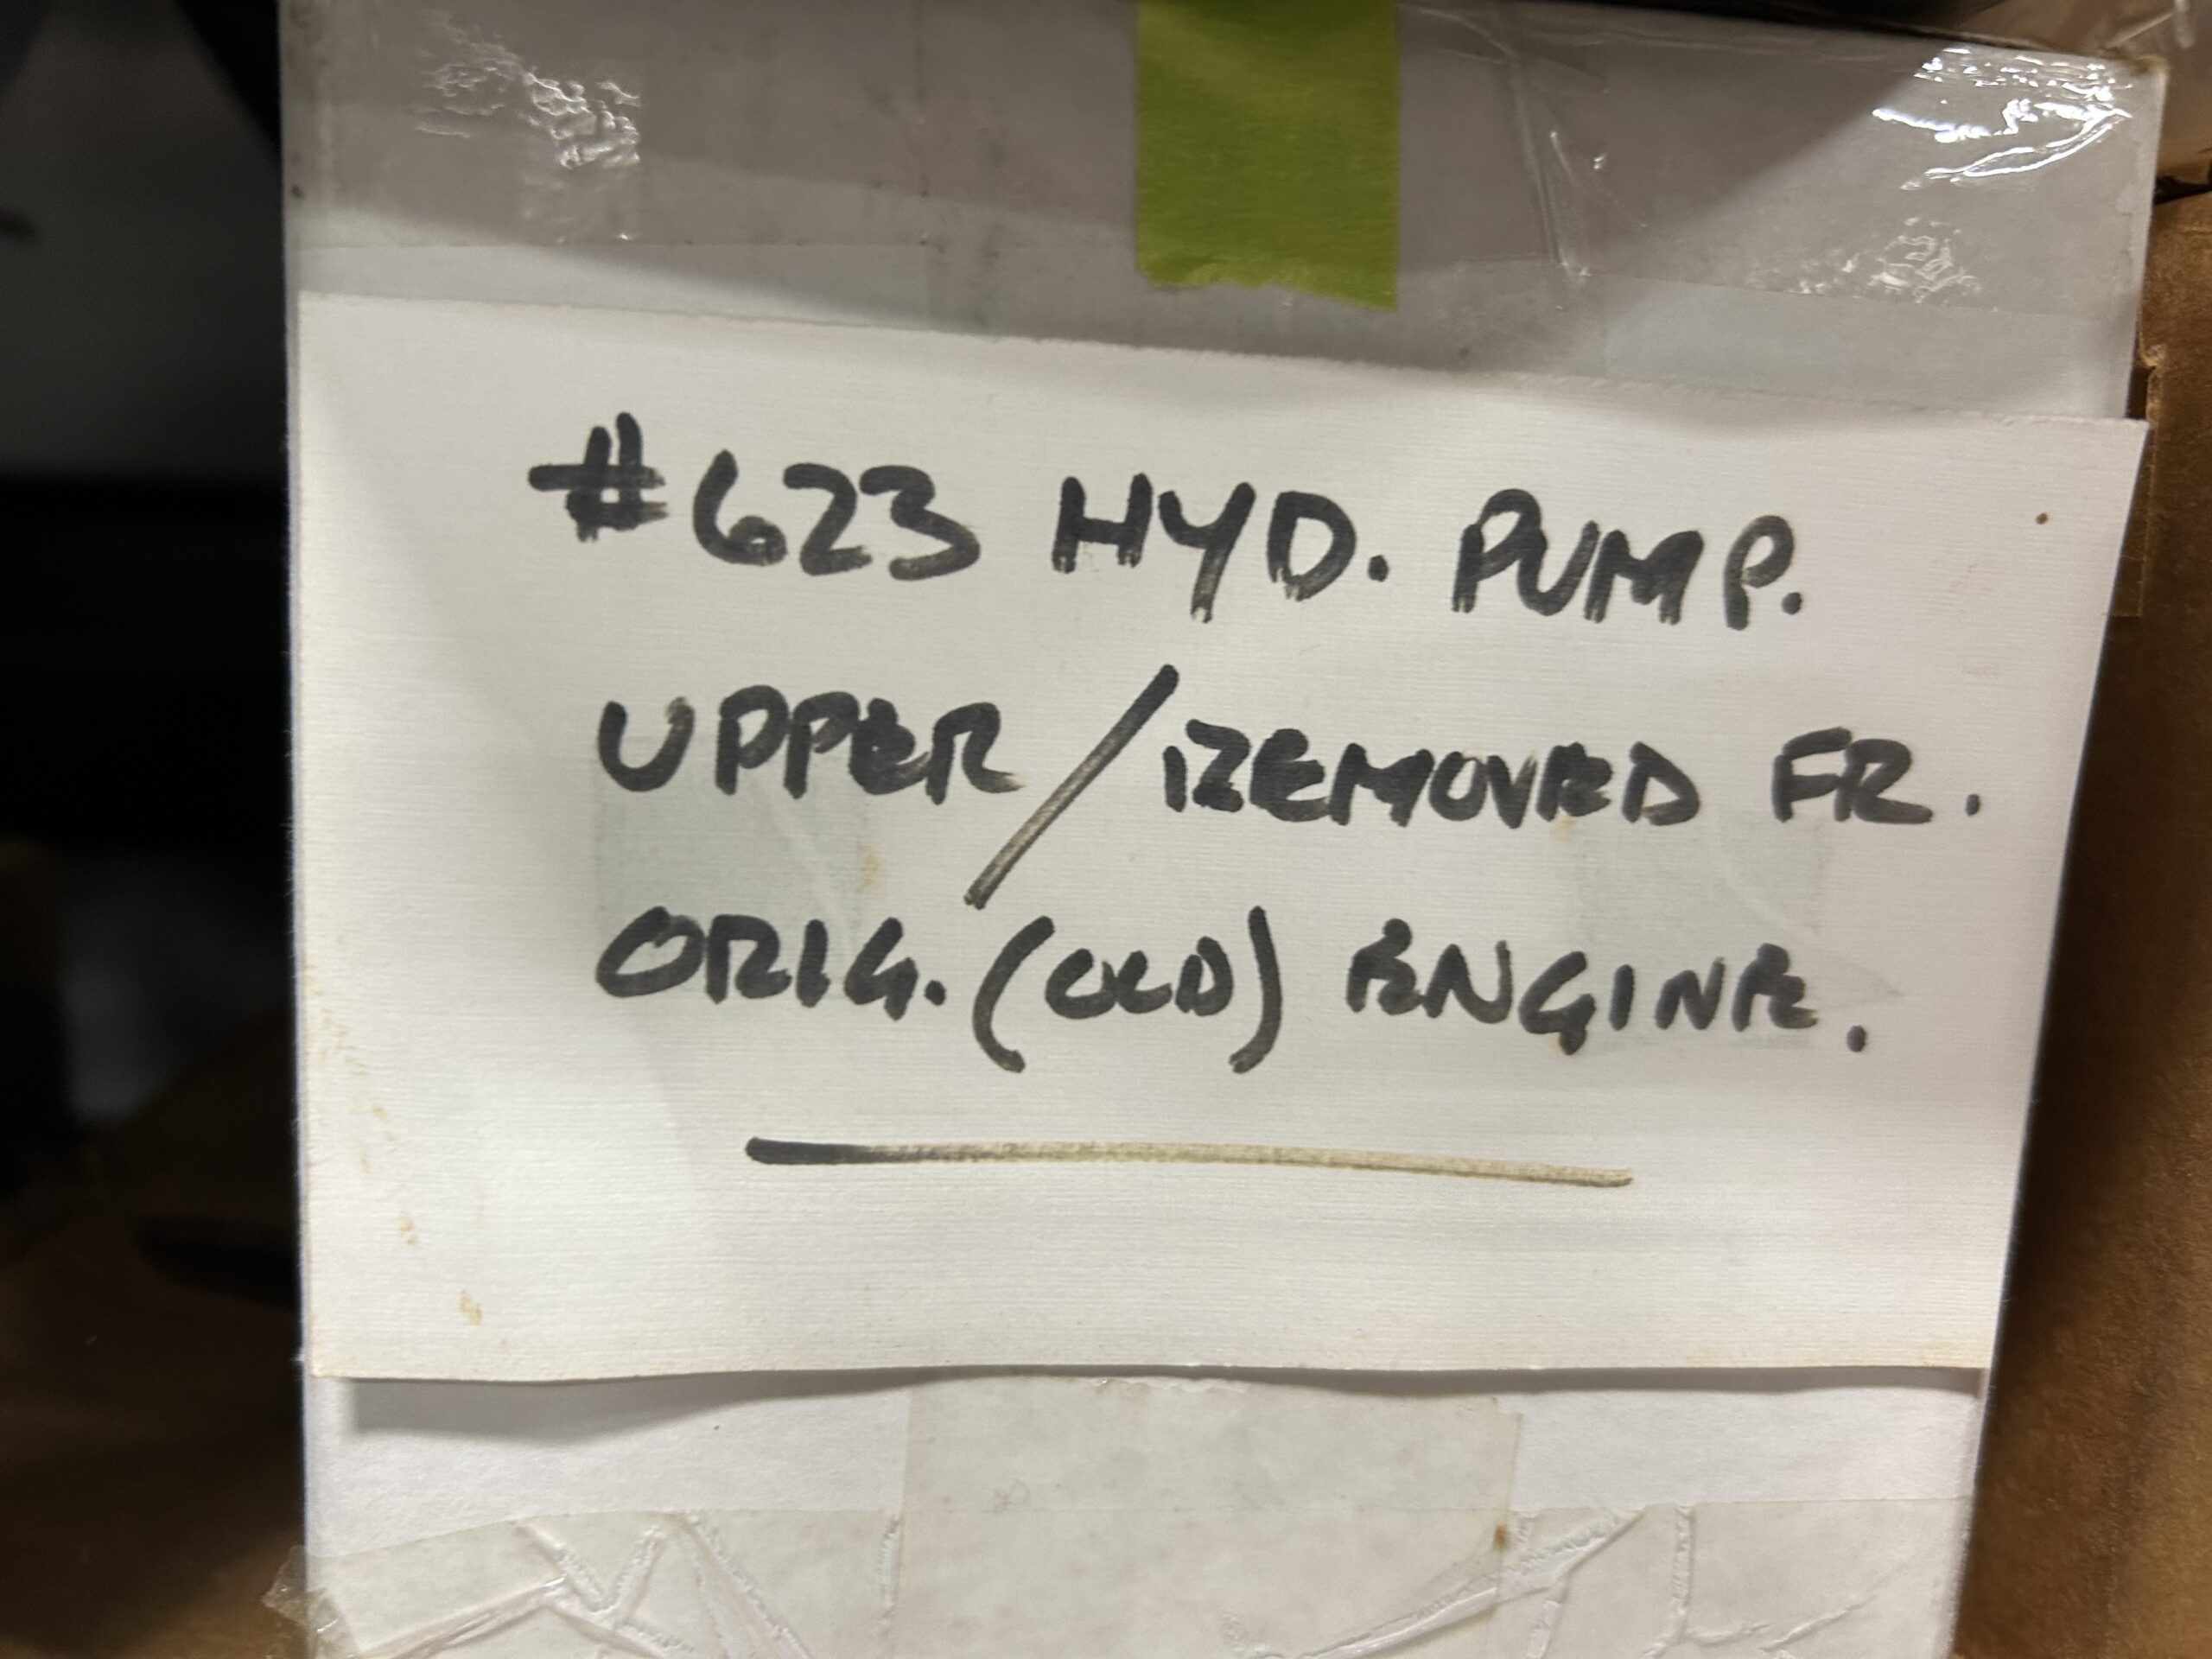 #623 HYD. PUMP.
UPPER/REMOVED FR.
ORIG. (OLD) ENGINE.